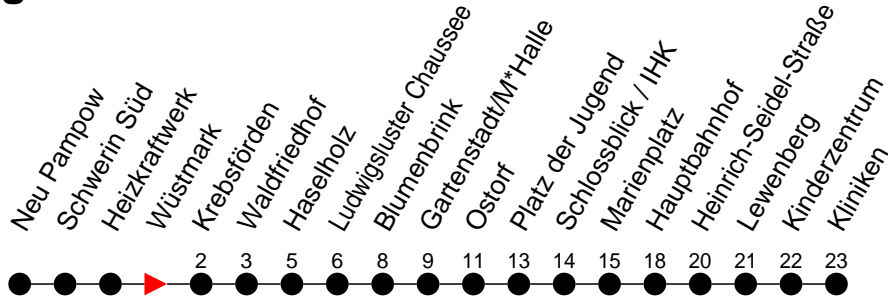 Neu Pampow
Schwerin Süd
Heizkraftwerk
Wüstmark
Krebsförden
Waldfriedhof
Haselholz
Ludwigsluster Chaussee
Blumenbrink
Gartenstadt/M*Halle
Ostorf
Platz der Jugend
Schlossblick / IHK
Marienplatz
Hauptbahnhof
Heinrich-Seidel-Straße
Lewenberg
Kinderzentrum
Kliniken
2 3 5 6 8 9 11 13 14 15 18 20 21 22 23